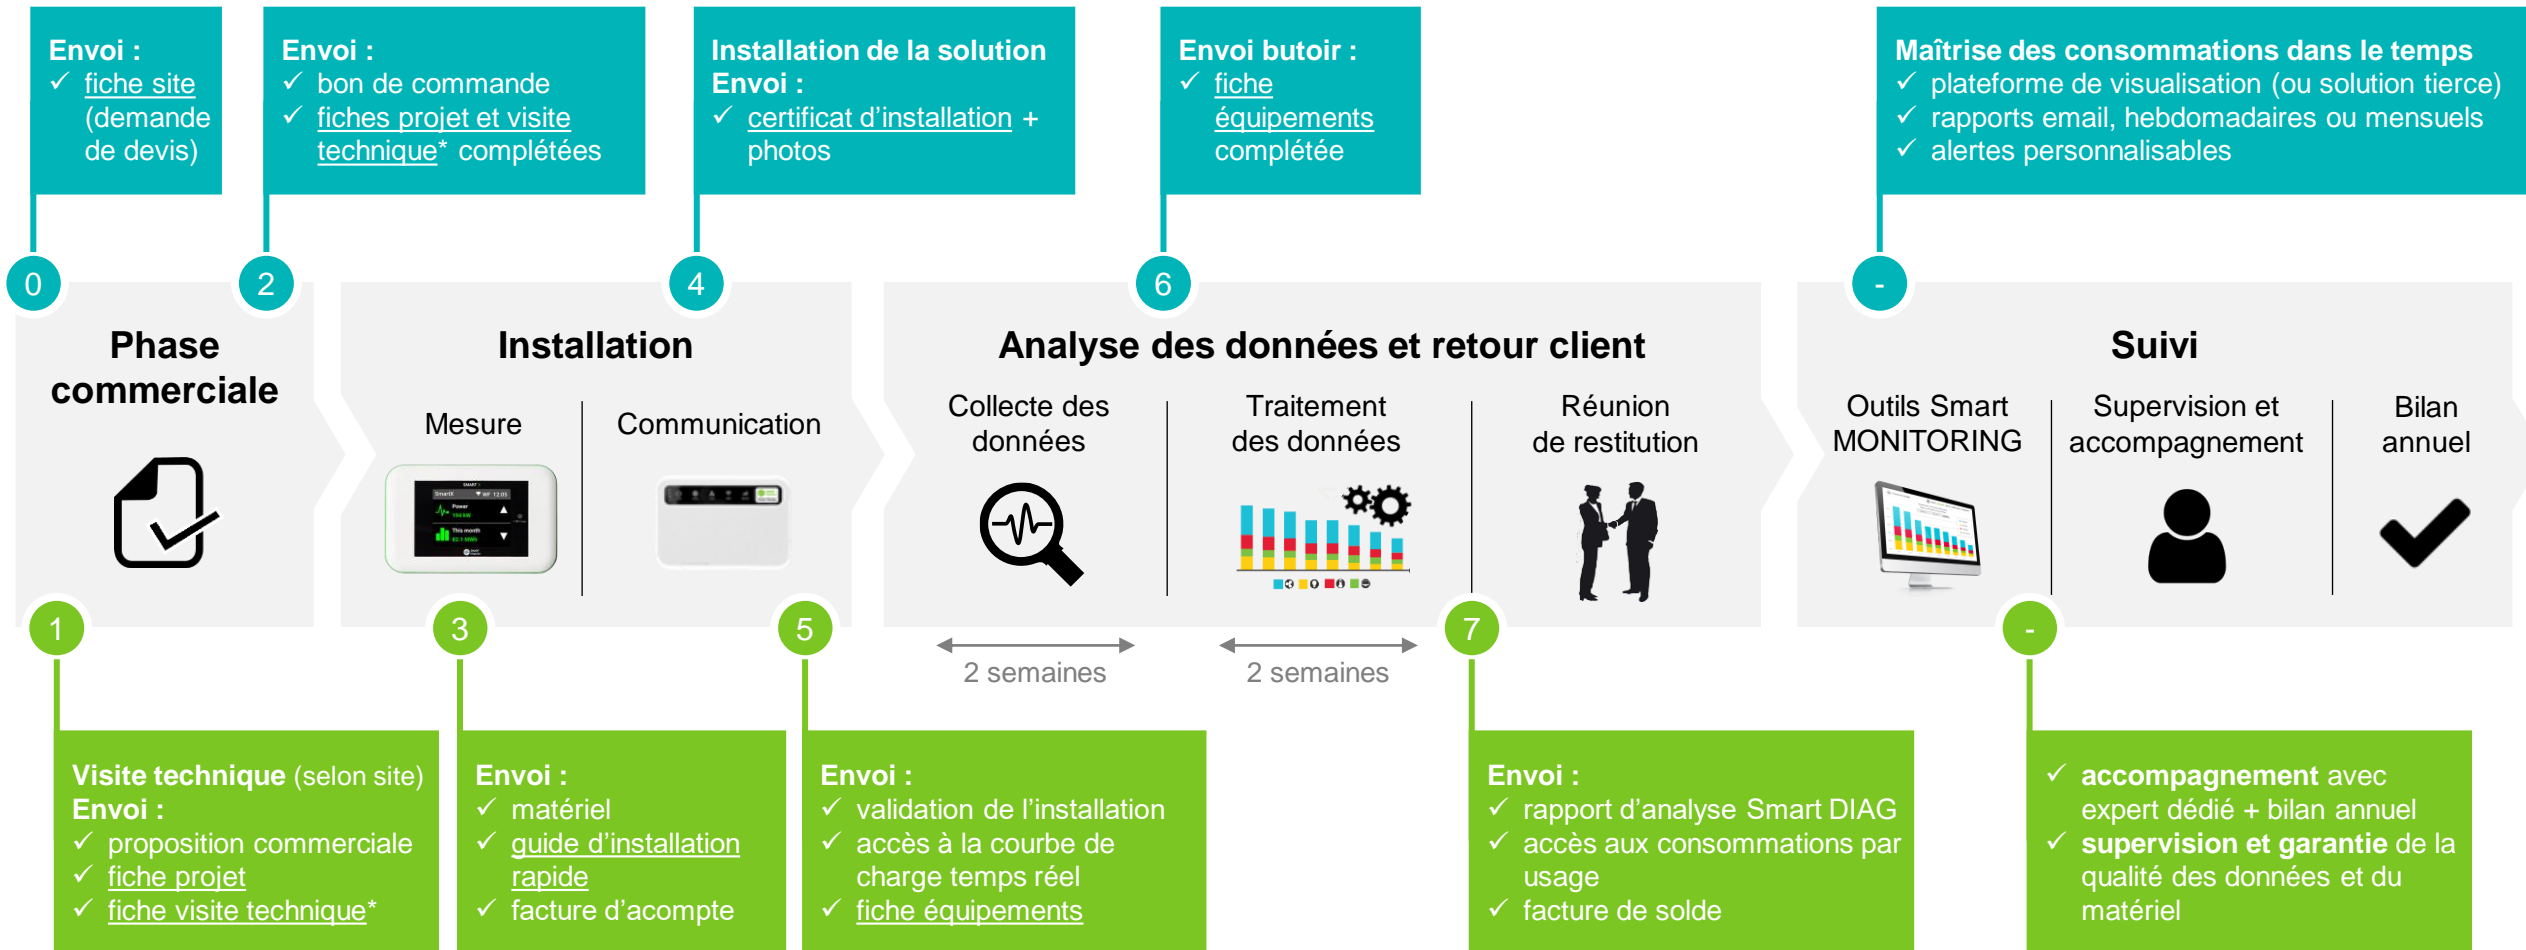 Envoi :
✓ fiche site
(demande
de devis)
Envoi :
✓ bon de commande
✓ fiches projet et visite
technique* complétées
Installation de la solution
Envoi :
✓ certificat d'installation +
photos
Envoi butoir :
✓ fiche
équipements
complétée
Maîtrise des consommations dans le temps
✓ plateforme de visualisation (ou solution tierce)
✓ rapports email, hebdomadaires ou mensuels
✓ alertes personnalisables
0
2
4
6
-
Phase
commerciale
Installation
Mesure
Communication
SmartX
WF 12:05
Power
This month
Analyse des données et retour client
Collecte des
données
Traitement
des données
Réunion
de restitution
Suivi
Outils Smart
MONITORING
Supervision et
accompagnement
Bilan
annuel
1
3
5
7
-
2 semaines
2 semaines
Visite technique (selon site)
Envoi :
✓ proposition commerciale
✓ fiche projet
✓ fiche visite technique*
Envoi :
✓ matériel
✓ guide d'installation
rapide
✓ facture d'acompte
Envoi :
✓ validation de l'installation
✓ accès à la courbe de
charge temps réel
✓ fiche équipements
Envoi :
✓ rapport d'analyse Smart DIAG
✓ accès aux consommations par
usage
✓ facture de solde
✓ accompagnement avec
expert dédié + bilan annuel
✓ supervision et garantie de la
qualité des données et du
matériel